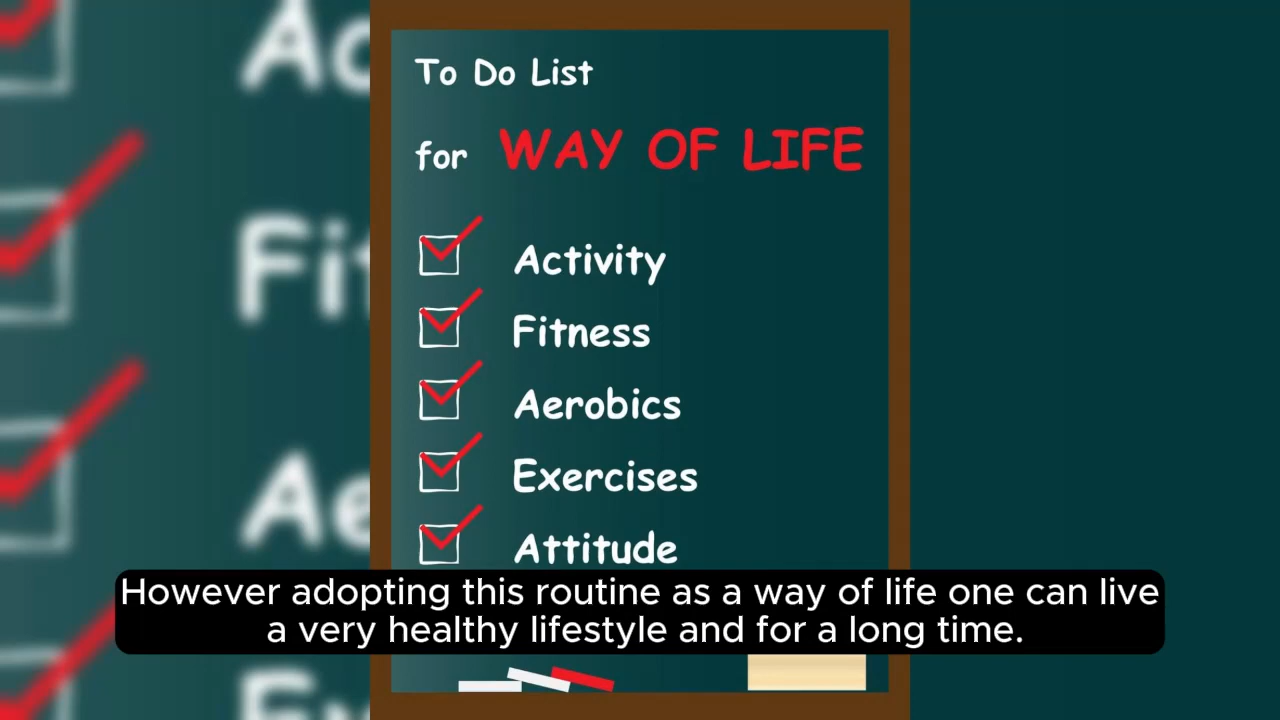 To Do List
for WAY OF LIFE
Activity
Fitness
Aerobics
Exercises
Attitude
However adopting this routine as a way of life one can live
a very healthy lifestyle and for a long time.